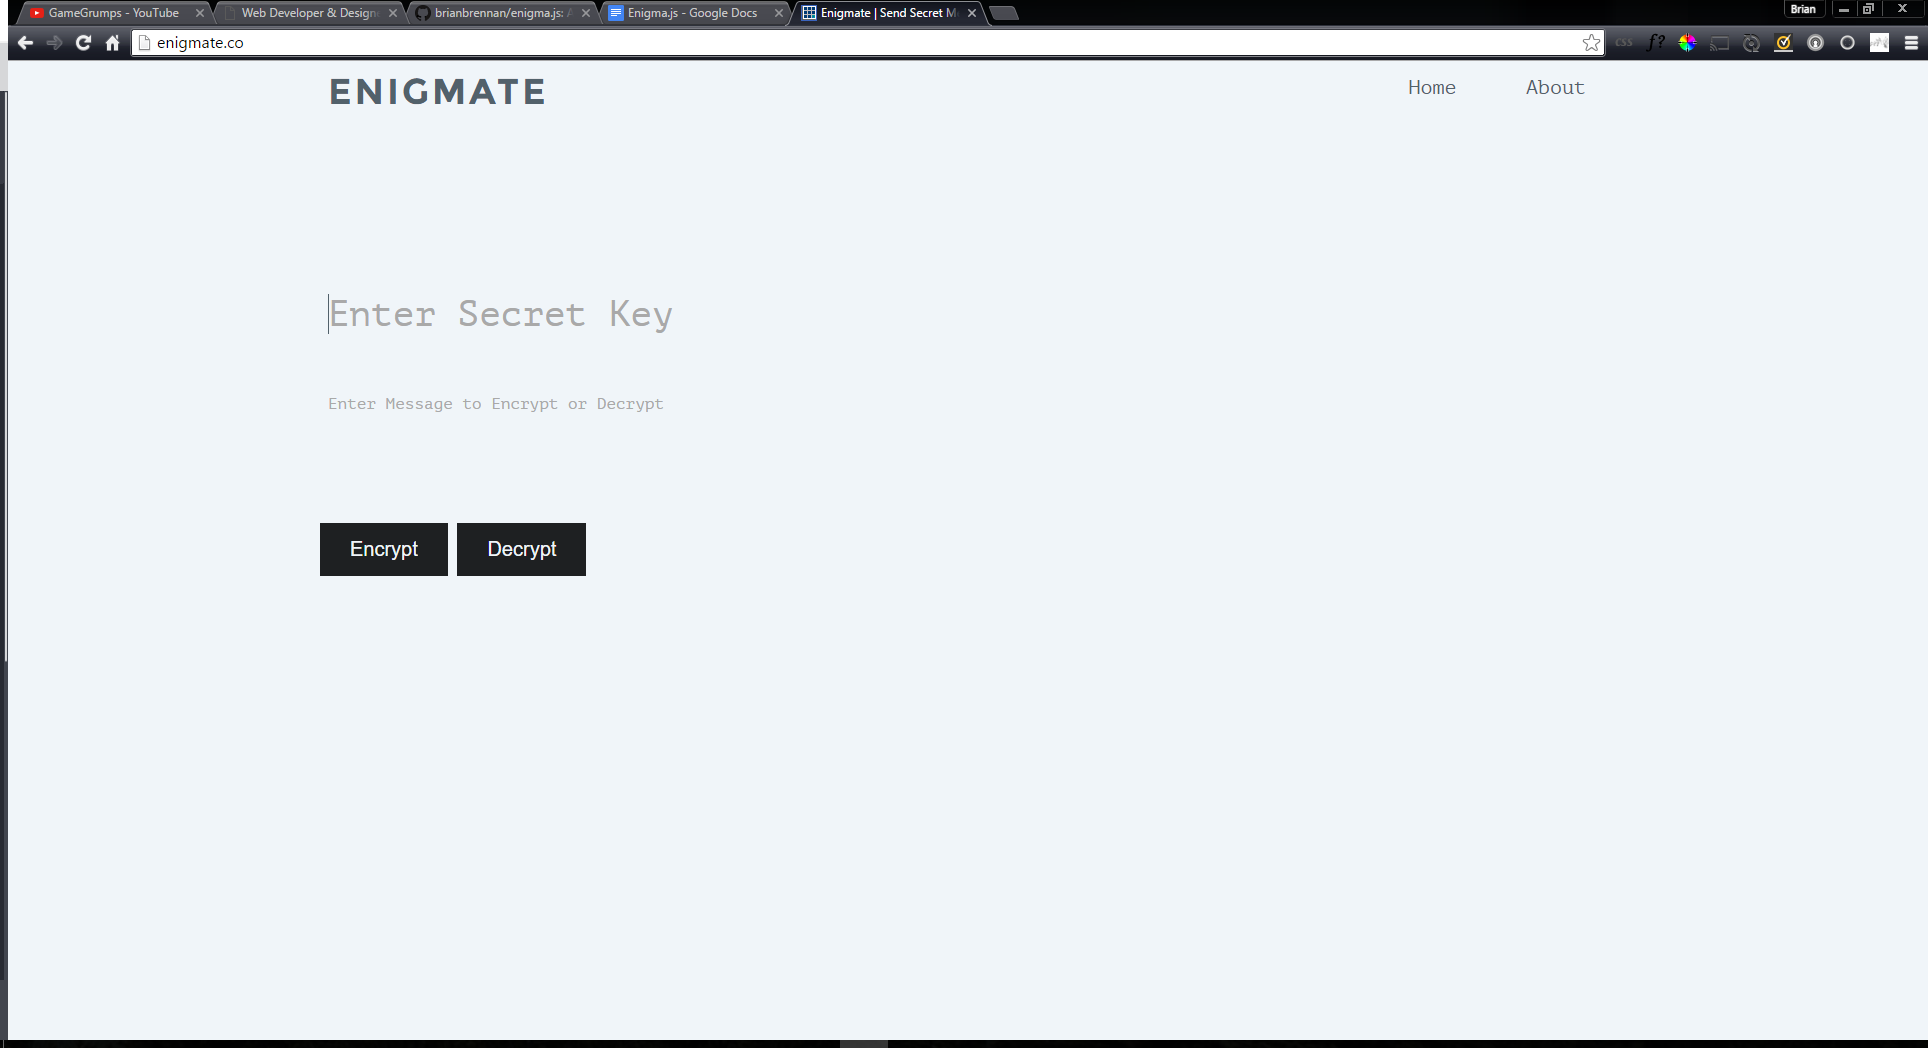 GameGrumps - YouTube
Web Developer & Design
brianbrennan/enigma.js:
Enigma.js - Google Docs
Enigmate | Send Secret M
Brian
enigmate.co
CSS
f?
ENIGMATE
Home
About
Enter Secret Key
Enter Message to Encrypt or Decrypt
Encrypt
Decrypt